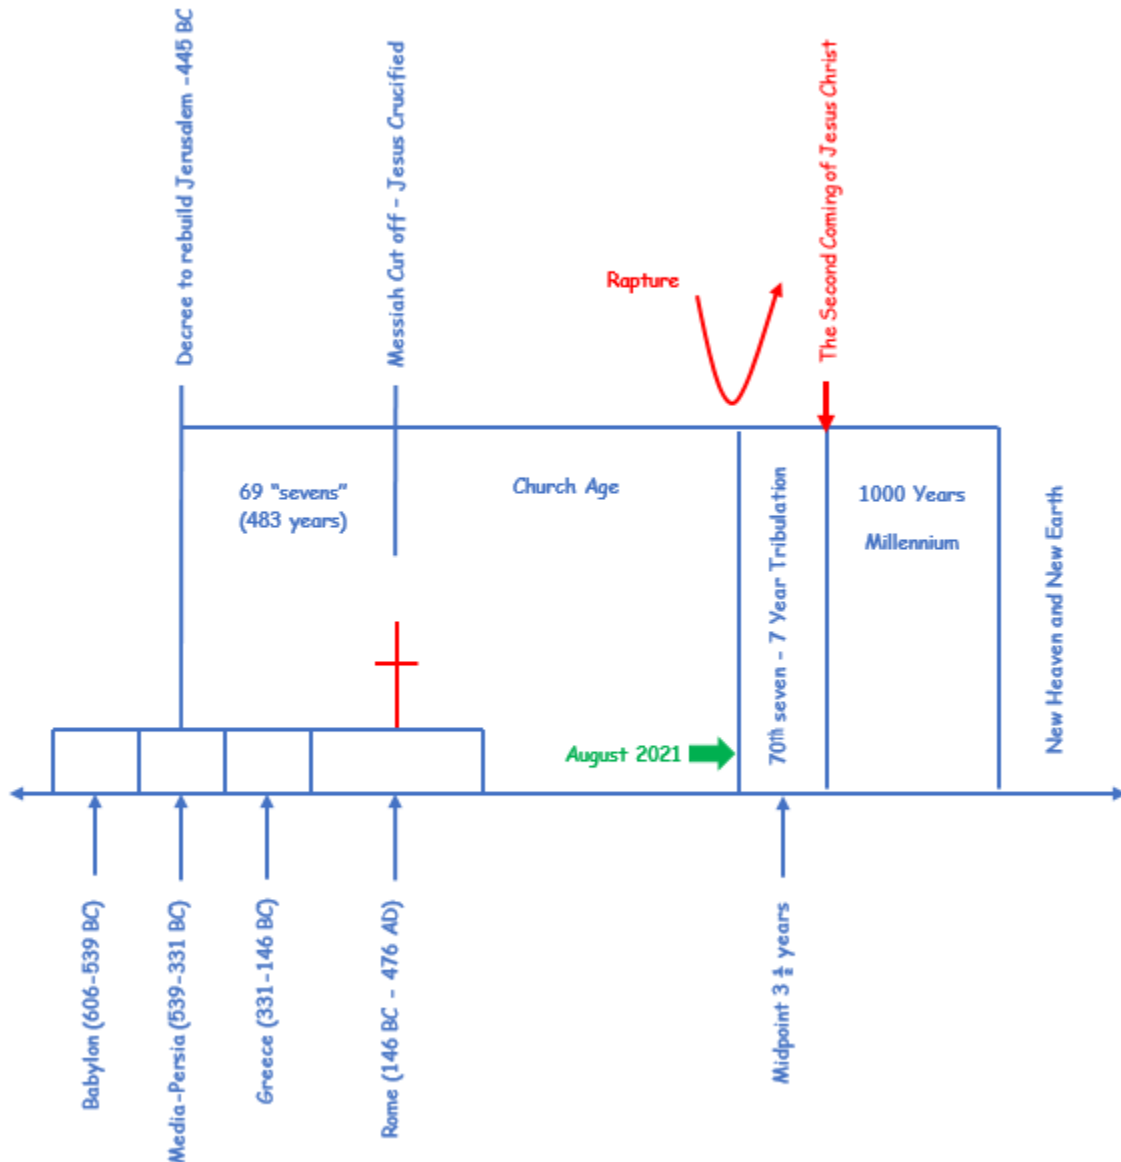 Decree to rebuild Jerusalem -445 BC
Messiah Cut off - Jesus Crucified
The Second Coming of Jesus Christ
Rapture
69 "sevens"
(483 years)
Church Age
70th seven - 7 Year Tribulation
1000 Years
Millennium
New Heaven and New Earth
August 2021
Babylon (606-539 BC)
Media-Persia (539-331 BC)
Greece (331-146 BC)
Rome (146 BC - 476 AD)
Midpoint 3 ½ years